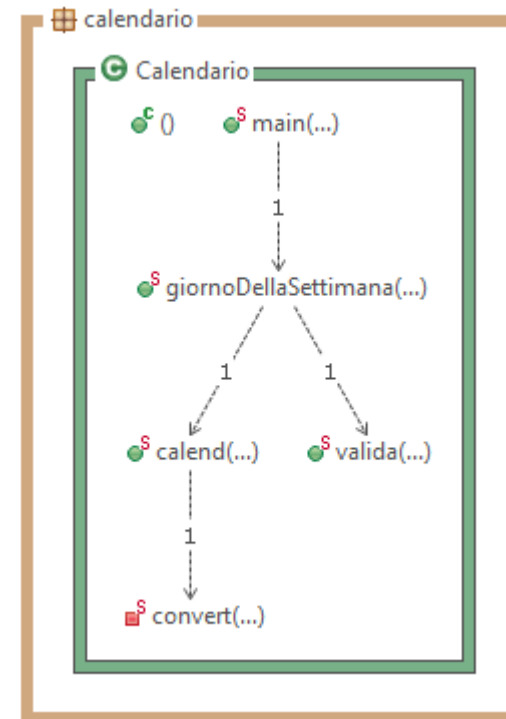 calendario
C Calendario
C () S main(...)
1
S giornoDellaSettimana(...)
1 1
S calend(...) S valida(...)
1
S convert(...)